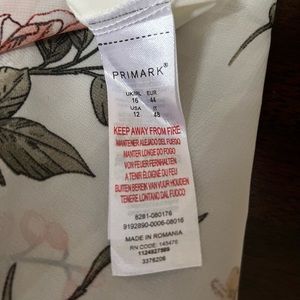 PRIMARK®
UK/IRL EUR
16 44
USA IT
12 48
KEEP AWAY FROM FIRE
MANTENER ALEJADO DEL FUEGO
MANTER LONGE DO FOGO
VON FEUER FERNHALTEN
A TENIR ÉLOIGNÉ DU FEU
BUITEN BEREIK VAN VUUR HOUDEN
TENERE LONTANO DAL FUOCO
8281-080176
9192890-0006-08016
MADE IN ROMANIA
RN CODE: 145476
3376206